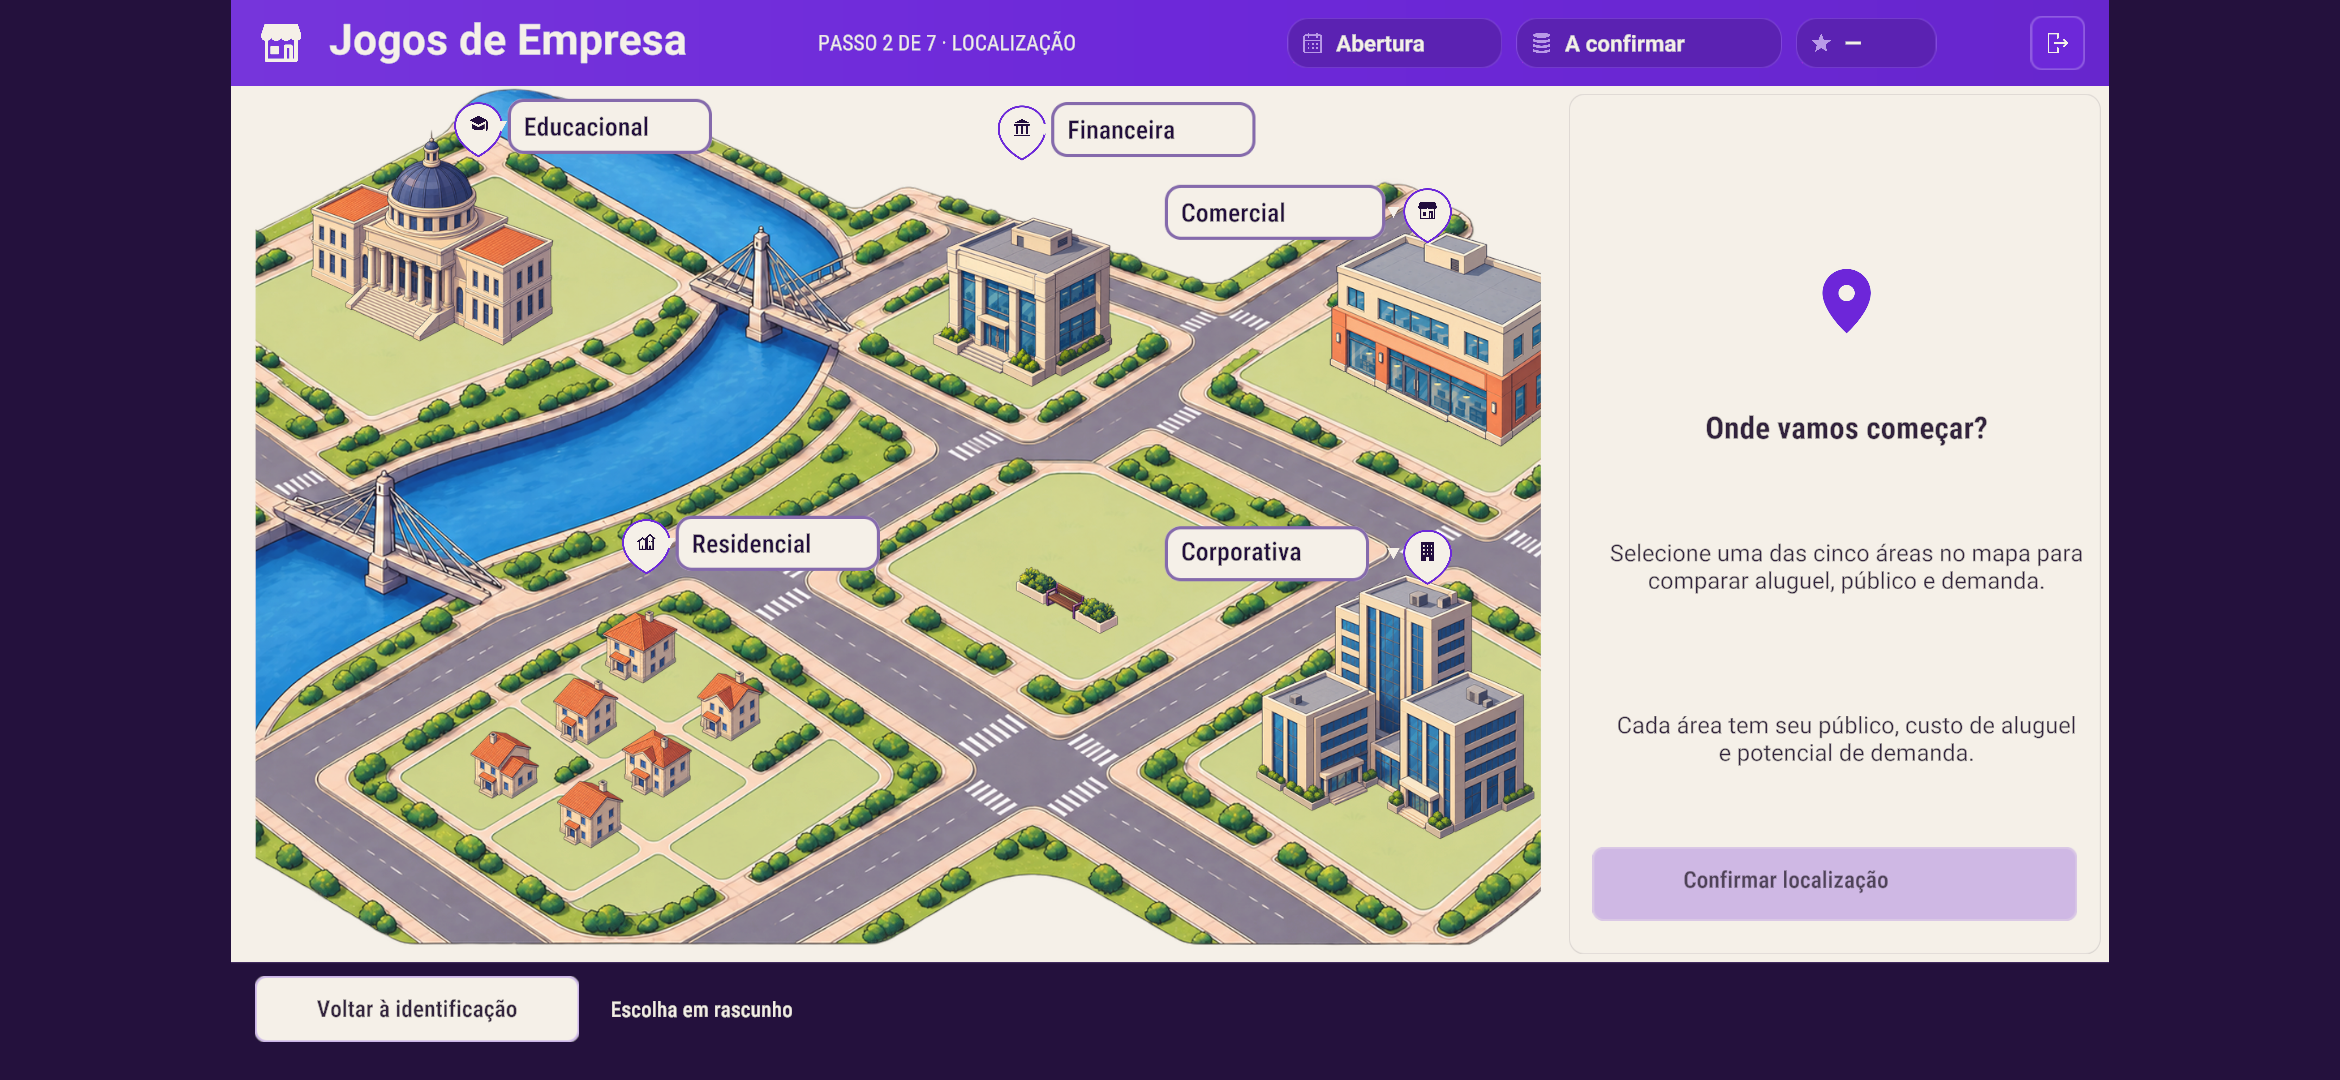 Jogos de Empresa
PASSO 2 DE 7 · LOCALIZAÇÃO
Abertura
A confirmar
–
Educacional
Financeira
Comercial
Residencial
Corporativa
Onde vamos começar?
Selecione uma das cinco áreas no mapa para
comparar aluguel, público e demanda.
Cada área tem seu público, custo de aluguel
e potencial de demanda.
Confirmar localização
Voltar à identificação
Escolha em rascunho